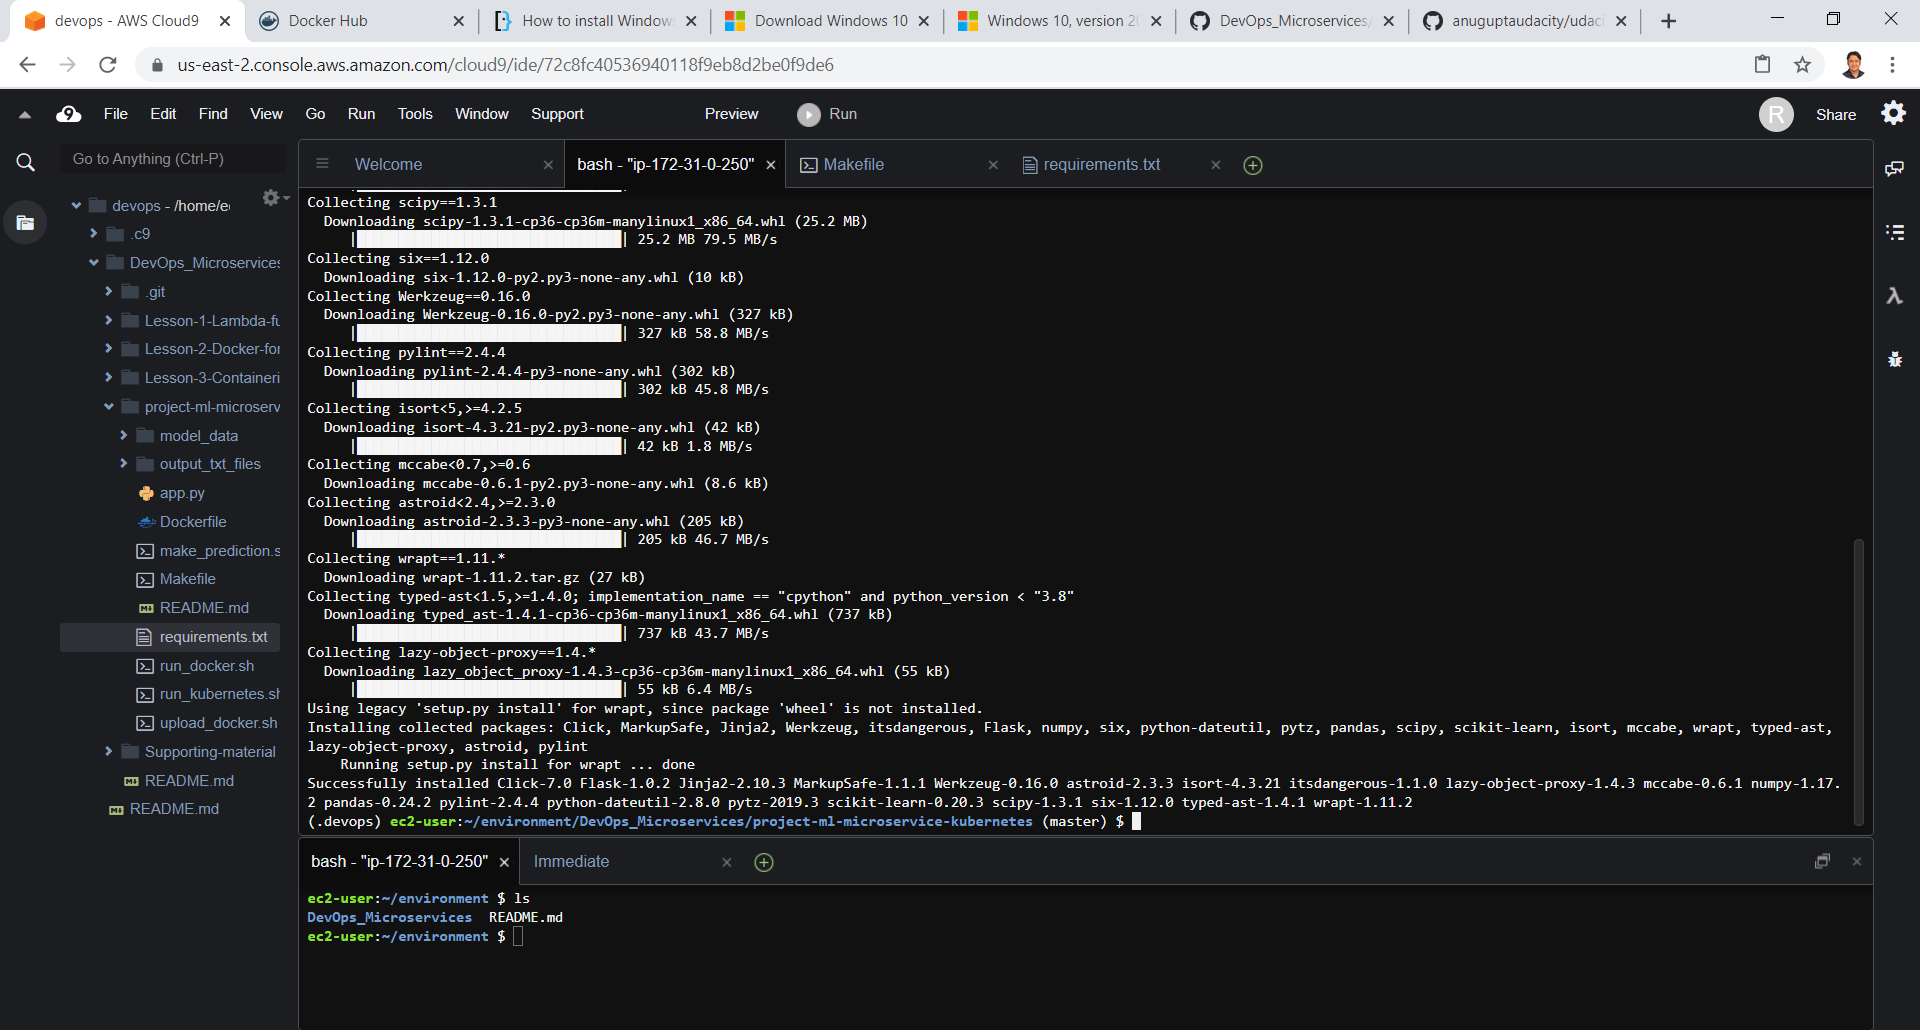 devops - AWS Cloud9
Docker Hub
How to install Window
Download Windows 10
Windows 10, version 20
DevOps_Microservices/
anuguptaudacity/udaci
us-east-2.console.aws.amazon.com/cloud9/ide/72c8fc40536940118f9eb8d2be0f9de6
9 File Edit Find View Go Run Tools Window Support Preview Run R Share
Go to Anything (Ctrl-P)
Welcome
bash - "ip-172-31-0-250"
Makefile
requirements.txt
devops - /home/e
.c9
DevOps_Microservices
.git
Lesson-1-Lambda-fu
Lesson-2-Docker-for
Lesson-3-Containeri
project-ml-microserv
model_data
output_txt_files
app.py
Dockerfile
make_prediction.s
Makefile
README.md
requirements.txt
run_docker.sh
run_kubernetes.sh
upload_docker.sh
Supporting-material
README.md
README.md
Collecting scipy==1.3.1
Downloading scipy-1.3.1-cp36-cp36m-manylinux1_x86_64.whl (25.2 MB)
| | 25.2 MB 79.5 MB/s
Collecting six==1.12.0
Downloading six-1.12.0-py2.py3-none-any.whl (10 kB)
Collecting Werkzeug==0.16.0
Downloading Werkzeug-0.16.0-py2.py3-none-any.whl (327 kB)
| | 327 kB 58.8 MB/s
Collecting pylint==2.4.4
Downloading pylint-2.4.4-py3-none-any.whl (302 kB)
| | 302 kB 45.8 MB/s
Collecting isort<5,>=4.2.5
Downloading isort-4.3.21-py2.py3-none-any.whl (42 kB)
| | 42 kB 1.8 MB/s
Collecting mccabe<0.7,>=0.6
Downloading mccabe-0.6.1-py2.py3-none-any.whl (8.6 kB)
Collecting astroid<2.4,>=2.3.0
Downloading astroid-2.3.3-py3-none-any.whl (205 kB)
| | 205 kB 46.7 MB/s
Collecting wrapt==1.11.*
Downloading wrapt-1.11.2.tar.gz (27 kB)
Collecting typed-ast<1.5,>=1.4.0; implementation_name == "cpython" and python_version < "3.8"
Downloading typed_ast-1.4.1-cp36-cp36m-manylinux1_x86_64.whl (737 kB)
| | 737 kB 43.7 MB/s
Collecting lazy-object-proxy==1.4.*
Downloading lazy_object_proxy-1.4.3-cp36-cp36m-manylinux1_x86_64.whl (55 kB)
| | 55 kB 6.4 MB/s
Using legacy 'setup.py install' for wrapt, since package 'wheel' is not installed.
Installing collected packages: Click, MarkupSafe, Jinja2, Werkzeug, itsdangerous, Flask, numpy, six, python-dateutil, pytz, pandas, scipy, scikit-learn, isort, mccabe, wrapt, typed-ast,
lazy-object-proxy, astroid, pylint
Running setup.py install for wrapt ... done
Successfully installed Click-7.0 Flask-1.0.2 Jinja2-2.10.3 MarkupSafe-1.1.1 Werkzeug-0.16.0 astroid-2.3.3 isort-4.3.21 itsdangerous-1.1.0 lazy-object-proxy-1.4.3 mccabe-0.6.1 numpy-1.17.
2 pandas-0.24.2 pylint-2.4.4 python-dateutil-2.8.0 pytz-2019.3 scikit-learn-0.20.3 scipy-1.3.1 six-1.12.0 typed-ast-1.4.1 wrapt-1.11.2
(.devops) ec2-user:~/environment/DevOps_Microservices/project-ml-microservice-kubernetes (master) $
bash - "ip-172-31-0-250"
Immediate
ec2-user:~/environment $ ls
DevOps_Microservices README.md
ec2-user:~/environment $